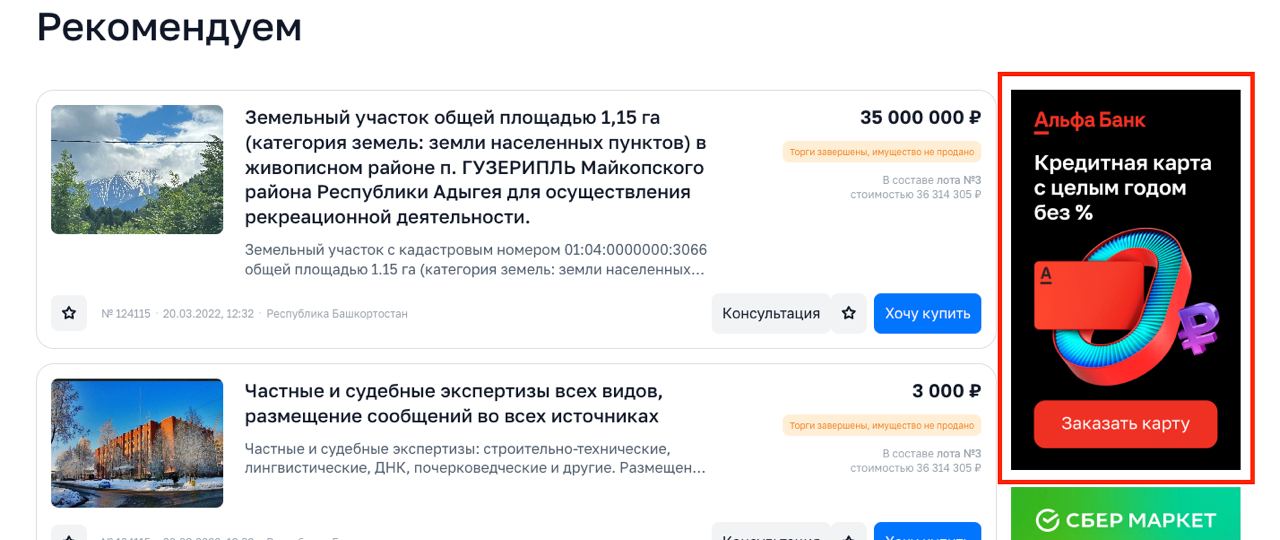 Рекомендуем
Земельный участок общей площадью 1,15 га
(категория земель: земли населенных пунктов) в
живописном районе п. ГУЗЕРИПЛЬ Майкопского
района Республики Адыгея для осуществления
рекреационной деятельности.
Земельный участок с кадастровым номером 01:04:0000000:3066
общей площадью 1.15 га (категория земель: земли населенных...
35 000 000 ₽
Торги завершены, имущество не продано
В составе лота №3
стоимостью 36 314 305 ₽
№ 124115 · 20.03.2022, 12:32 · Республика Башкортостан
Консультация
Хочу купить
Частные и судебные экспертизы всех видов,
размещение сообщений во всех источниках
Частные и судебные экспертизы: строительно-технические,
лингвистические, ДНК, почерковедческие и другие. Размещен...
3 000 ₽
Торги завершены, имущество не продано
В составе лота №3
стоимостью 36 314 305 ₽
Консультация
Хочу купить
Альфа Банк
Кредитная карта
с целым годом
без %
А
Заказать карту
СБЕР МАРКЕТ